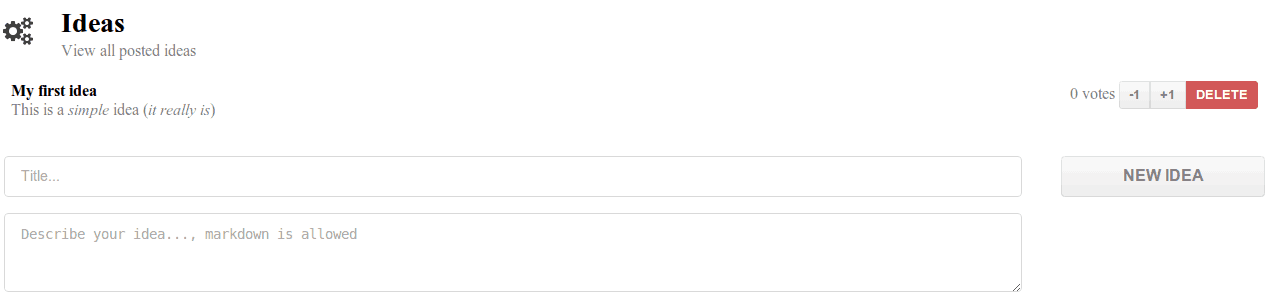 Ideas
View all posted ideas
My first idea
0 votes -1 +1 DELETE
This is a simple idea (it really is)
Title...
NEW IDEA
Describe your idea..., markdown is allowed